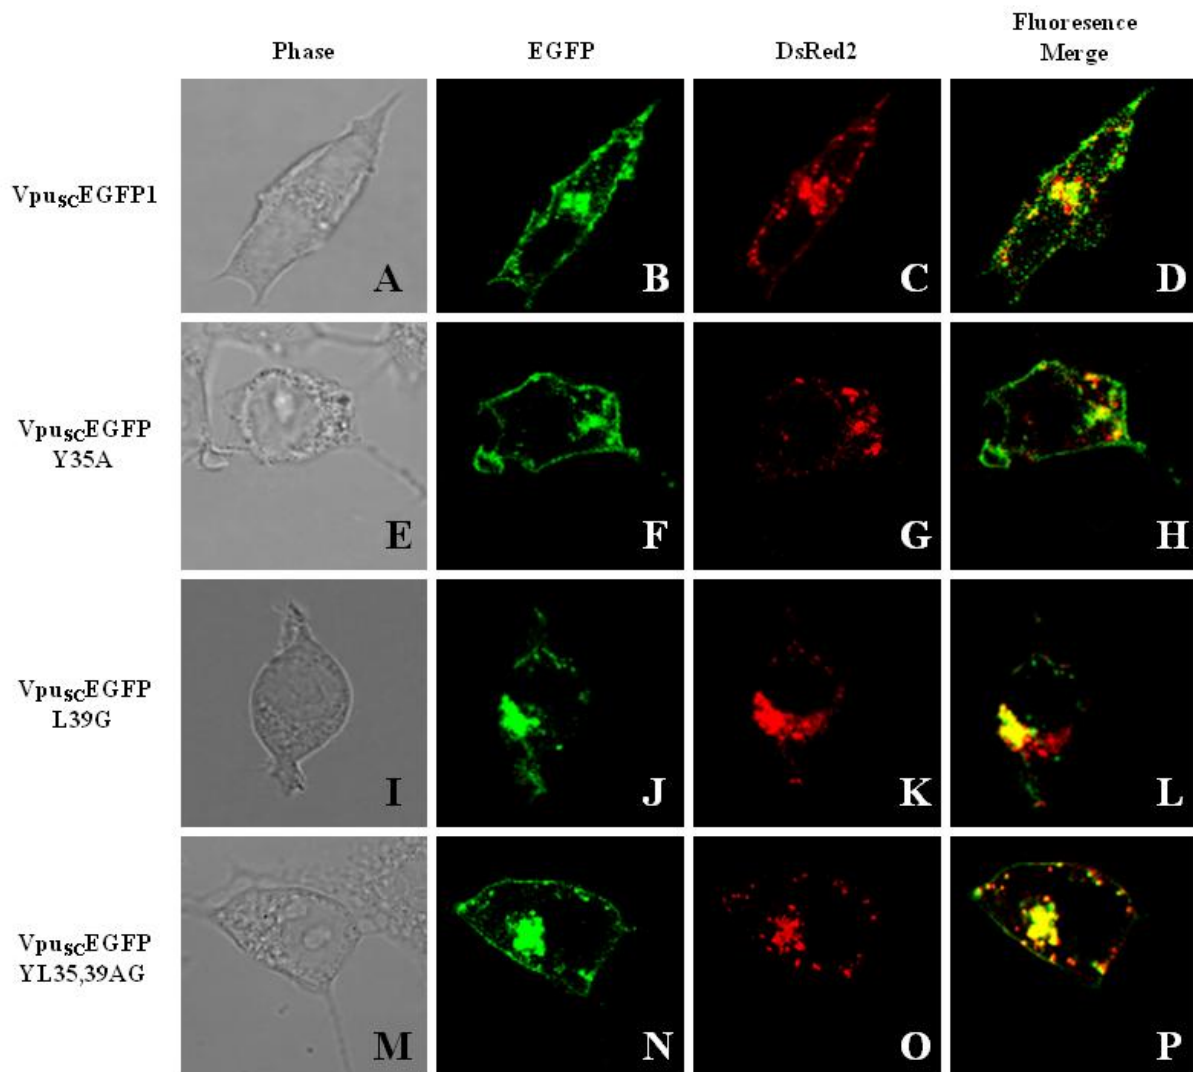 Phase EGFP DsRed2 Fluoresence
Merge
VpuSCEGFP1 A B C D
VpuSCEGFP
Y35A
E F G H
VpuSCEGFP
L39G
I J K L
VpuSCEGFP
YL35,39AG
M N O P